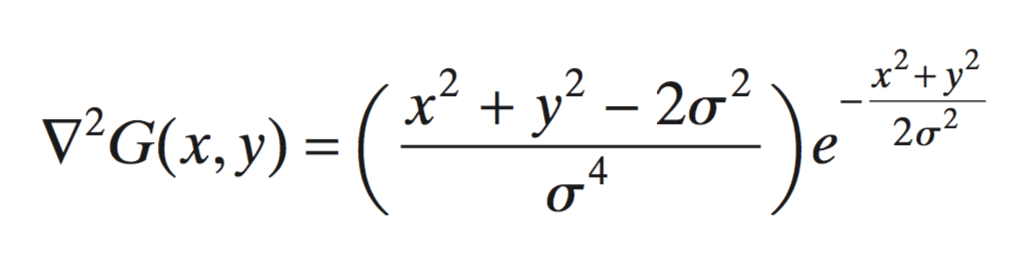 ∇²G(x, y) = ( (x² + y² − 2σ²) / σ⁴ ) e^(−(x² + y²) / (2σ²))